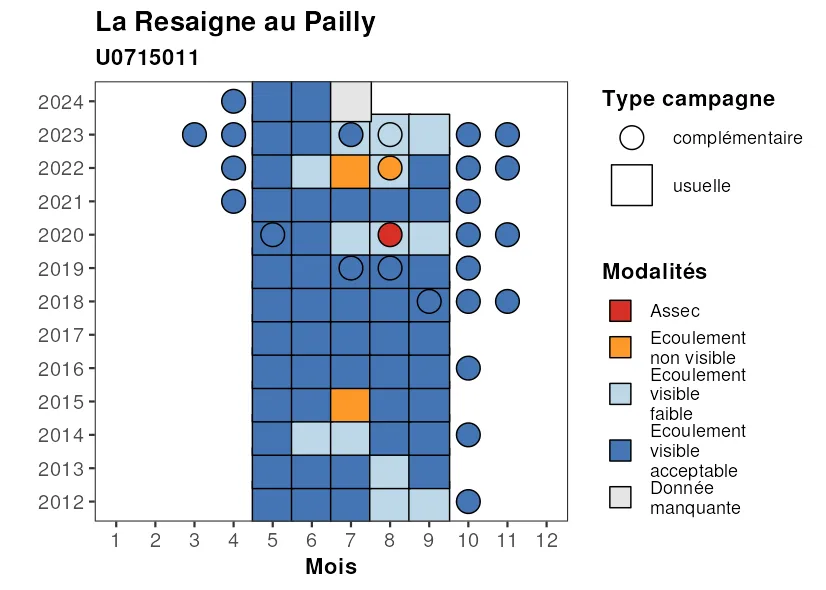 La Resaigne au Pailly
U0715011
2024
2023
2022
2021
2020
2019
2018
2017
2016
2015
2014
2013
2012
1 2 3 4 5 6 7 8 9 10 11 12
Mois
Type campagne
complémentaire
usuelle
Modalités
Assec
Ecoulement
non visible
Ecoulement
visible
faible
Ecoulement
visible
acceptable
Donnée
manquante